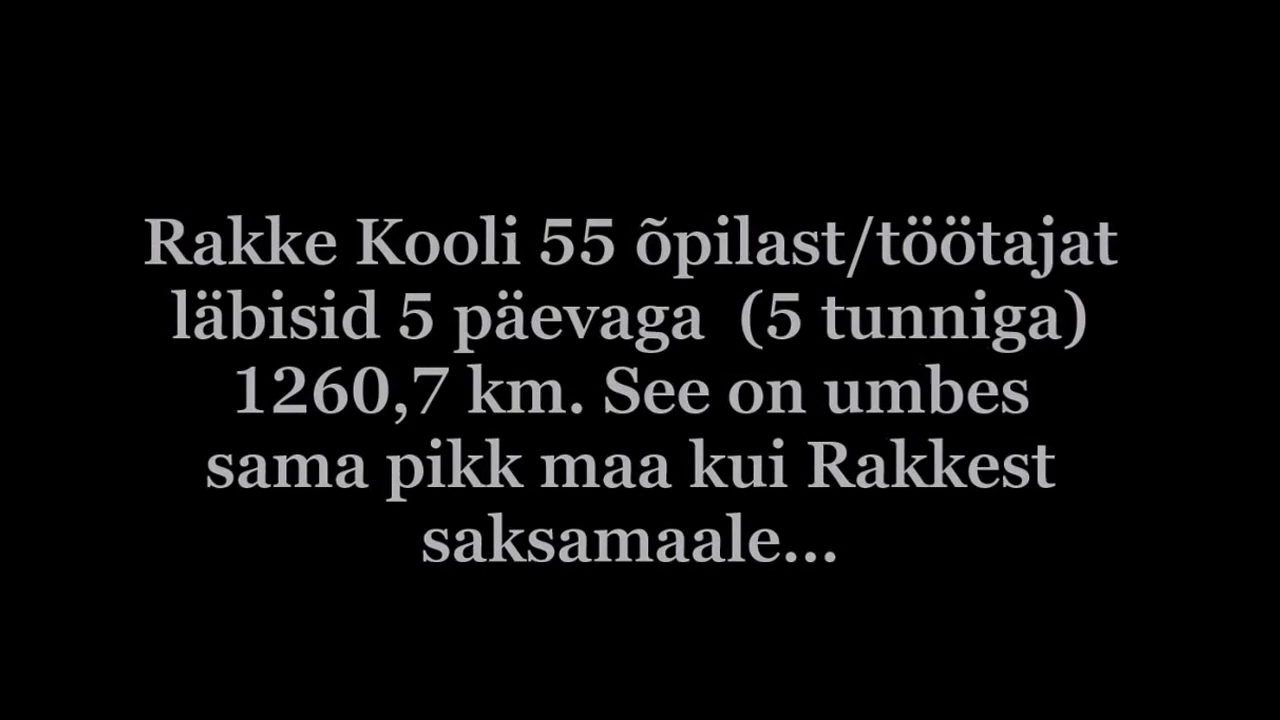 Rakke Kooli 55 õpilast/töötajat
läbisid 5 päevaga  (5 tunniga)
1260,7 km. See on umbes
sama pikk maa kui Rakkest
saksamaale...